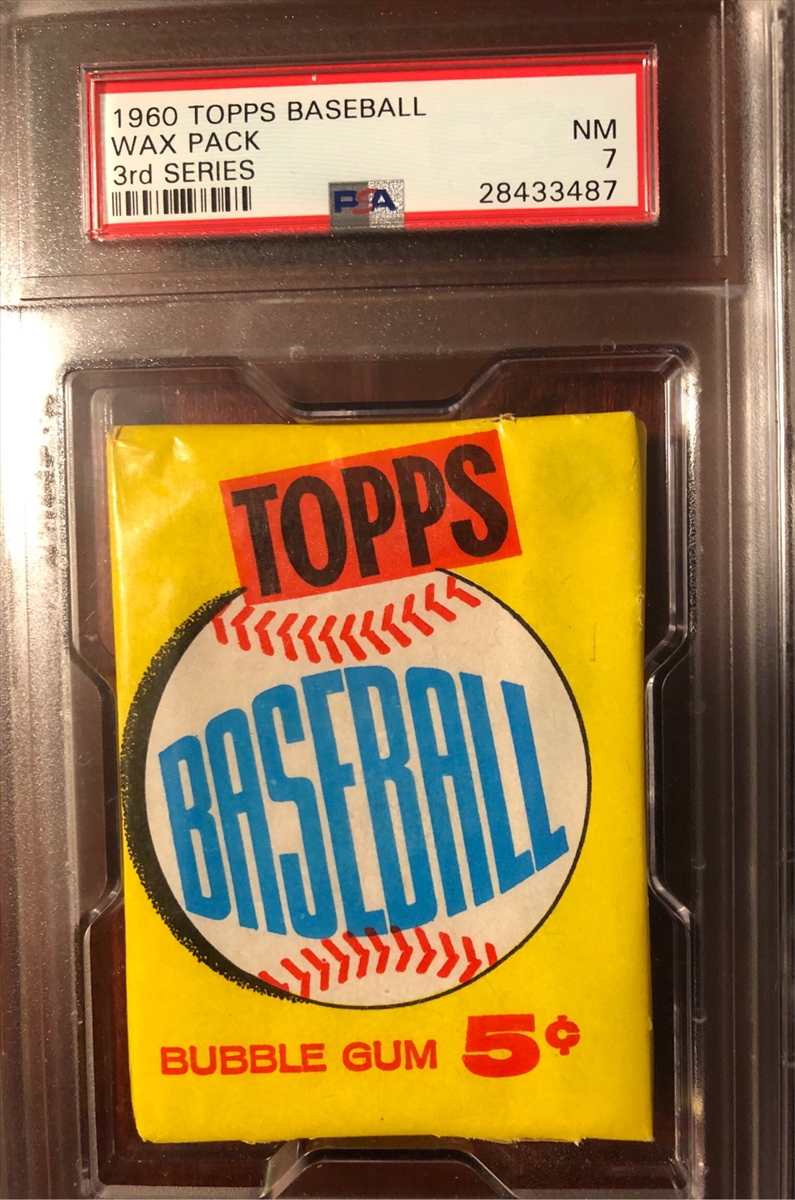 1960 TOPPS BASEBALL
WAX PACK
3rd SERIES
NM
7
28433487
PSA
TOPPS
BASEBALL
BUBBLE GUM 5¢